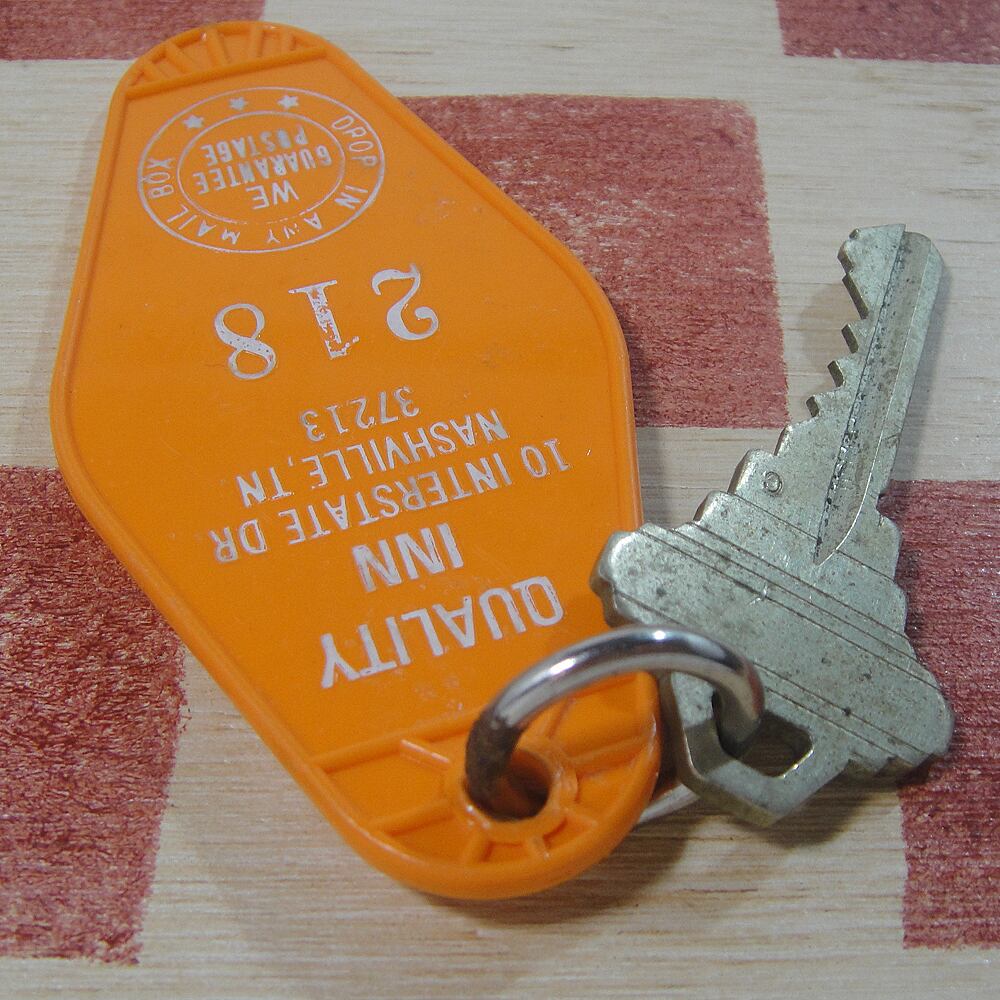 QUALITY
INN
10 INTERSTATE DR.
NASHVILLE, TN
37213
218
DROP IN ANY MAIL BOX
WE
GUARANTEE
POSTAGE